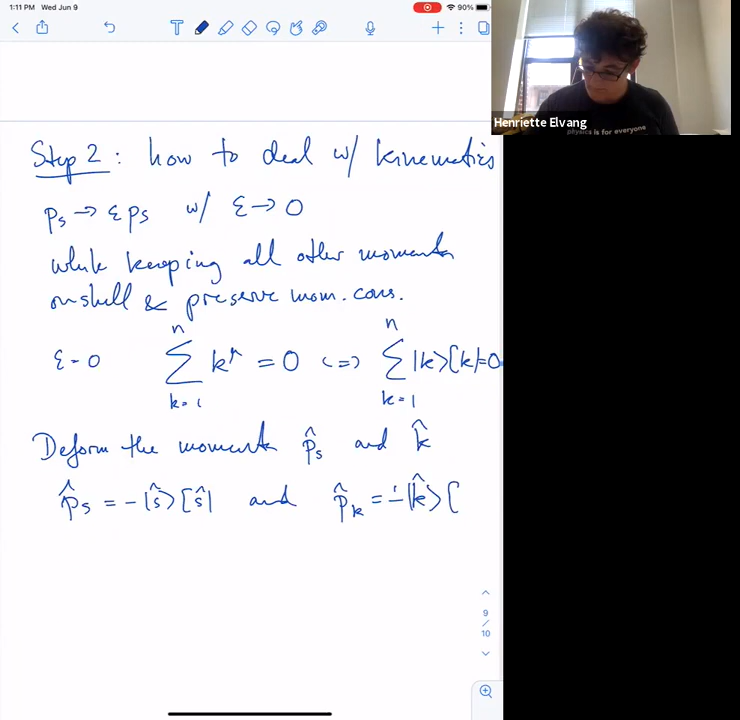 1:11 PM Wed Jun 9
90%
T
Henriette Elvang
physics is for everyone
Step 2: how to deal w/ kinematics
ps → εps w/ ε → 0
while keeping all other momenta
onshell & preserve mom. cons.
ε = 0 n∑k=1 k^μ = 0 <=> n∑k=1 |k>[k|=0
Deform the momenta p̂s and k̂
p̂s = -|ŝ>[ŝ| and p̂k = -|k̂>[
9
/
10